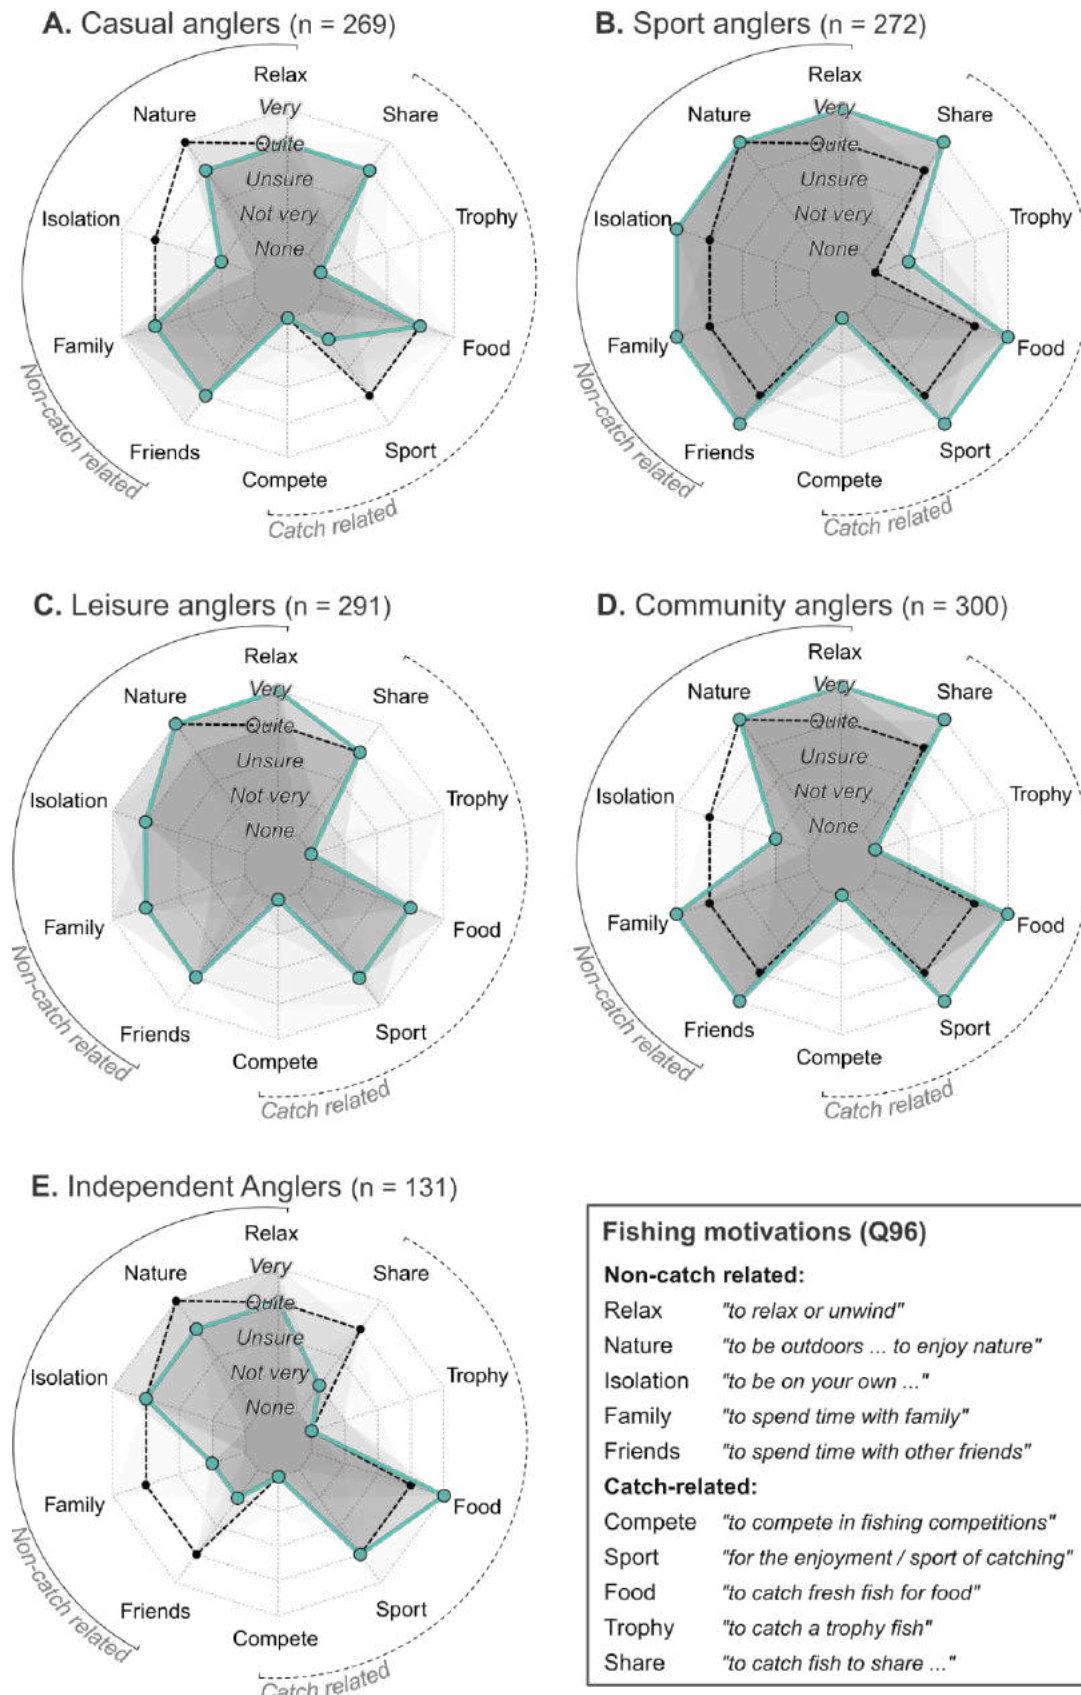 A. Casual anglers (n = 269)
Relax
Very
Nature
Share
Quite
Unsure
Isolation
Not very
Trophy
None
Family
Food
Friends
Sport
Compete
Non-catch related
Catch related
B. Sport anglers (n = 272)
Relax
Very
Nature
Share
Quite
Unsure
Isolation
Not very
Trophy
None
Family
Food
Friends
Sport
Compete
Non-catch related
Catch related
C. Leisure anglers (n = 291)
Relax
Very
Nature
Share
Quite
Unsure
Isolation
Not very
Trophy
None
Family
Food
Friends
Sport
Compete
Non-catch related
Catch related
D. Community anglers (n = 300)
Relax
Very
Nature
Share
Quite
Unsure
Isolation
Not very
Trophy
None
Family
Food
Friends
Sport
Compete
Non-catch related
Catch related
E. Independent Anglers (n = 131)
Relax
Very
Nature
Share
Quite
Unsure
Isolation
Not very
Trophy
None
Family
Food
Friends
Sport
Compete
Non-catch related
Catch related
Fishing motivations (Q96)
Non-catch related:
Relax "to relax or unwind"
Nature "to be outdoors ... to enjoy nature"
Isolation "to be on your own ..."
Family "to spend time with family"
Friends "to spend time with other friends"
Catch-related:
Compete "to compete in fishing competitions"
Sport "for the enjoyment / sport of catching"
Food "to catch fresh fish for food"
Trophy "to catch a trophy fish"
Share "to catch fish to share ..."